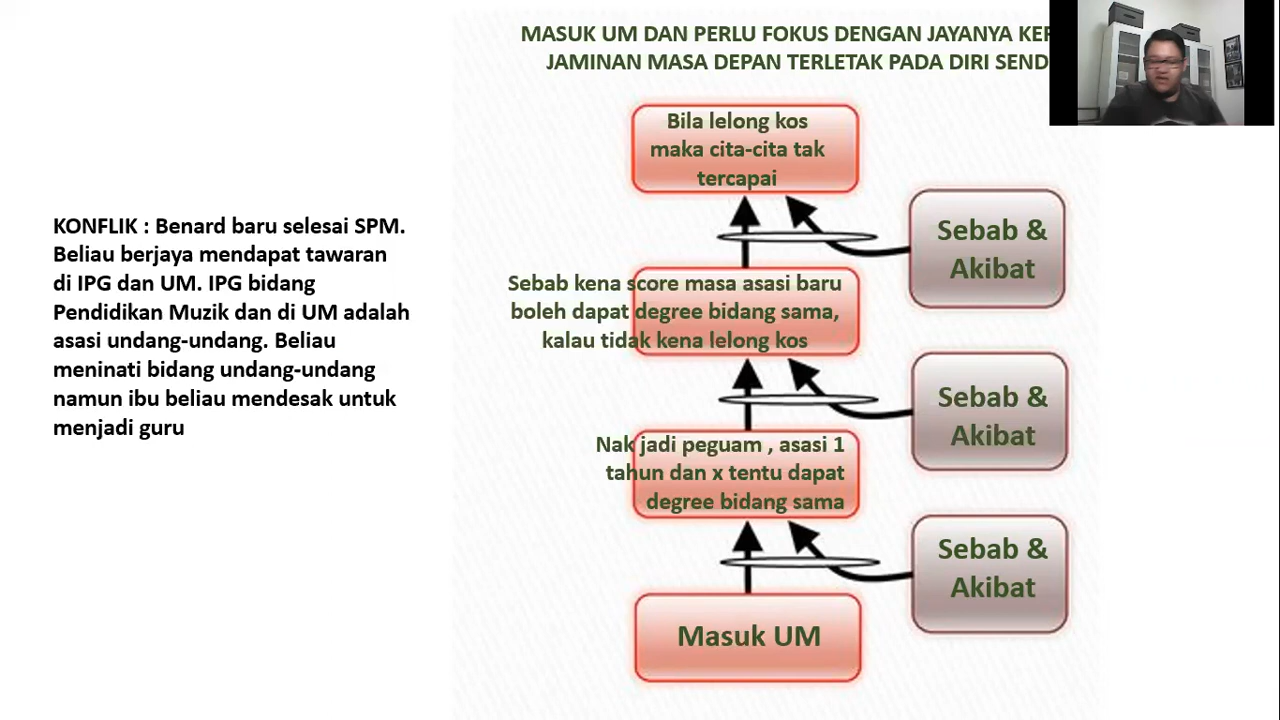 MASUK UM DAN PERLU FOKUS DENGAN JAYANYA
JAMINAN MASA DEPAN TERLETAK PADA DIRI
Bila lelong kos
maka cita-cita tak
tercapai
KONFLIK : Benard baru selesai SPM.
Beliau berjaya mendapat tawaran
di IPG dan UM. IPG bidang
Pendidikan Muzik dan di UM adalah
asasi undang-undang. Beliau
meninati bidang undang-undang
namun ibu beliau mendesak untuk
menjadi guru
Sebab &
Akibat
Sebab kena score masa asasi baru
boleh dapat degree bidang sama,
kalau tidak kena lelong kos
Sebab &
Akibat
Nak jadi peguam , asasi 1
tahun dan x tentu dapat
degree bidang sama
Sebab &
Akibat
Masuk UM